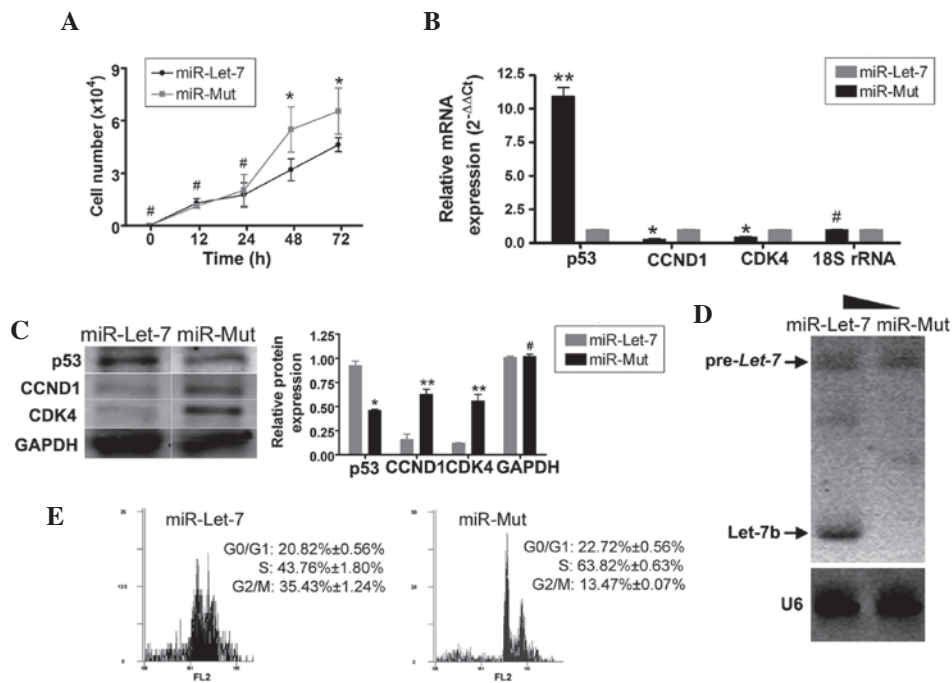 A
Cell number (x10⁴)
9
6
3
0
miR-Let-7
miR-Mut
#
#
#
*
*
0 12 24 48 72
Time (h)
B
Relative mRNA
expression (2⁻ΔΔCt)
12.5
10.0
7.5
5.0
2.5
0.0
miR-Let-7
miR-Mut
**
*
*
#
p53 CCND1 CDK4 18S rRNA
C
miR-Let-7 miR-Mut
p53
CCND1
CDK4
GAPDH
Relative protein
expression
1.25
1.00
0.75
0.50
0.25
0.00
miR-Let-7
miR-Mut
*
**
**
#
p53 CCND1 CDK4 GAPDH
D
miR-Let-7 miR-Mut
pre-Let-7
Let-7b
U6
E
miR-Let-7
G0/G1: 20.82%±0.56%
S: 43.76%±1.80%
G2/M: 35.43%±1.24%
FL2
miR-Mut
G0/G1: 22.72%±0.56%
S: 63.82%±0.63%
G2/M: 13.47%±0.07%
FL2